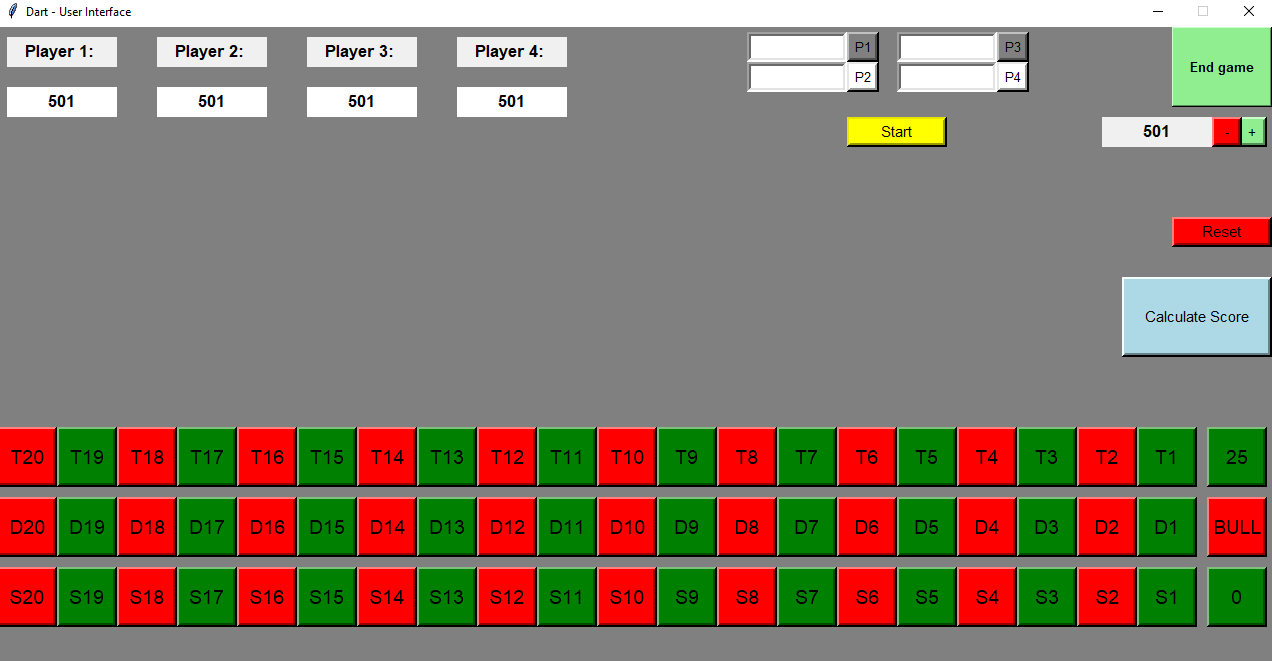 Dart - User Interface
Player 1: Player 2: Player 3: Player 4: P1 P3
P2 P4
End game
501 501 501 501
Start 501 - +
Reset
Calculate Score
T20 T19 T18 T17 T16 T15 T14 T13 T12 T11 T10 T9 T8 T7 T6 T5 T4 T3 T2 T1 25
D20 D19 D18 D17 D16 D15 D14 D13 D12 D11 D10 D9 D8 D7 D6 D5 D4 D3 D2 D1 BULL
S20 S19 S18 S17 S16 S15 S14 S13 S12 S11 S10 S9 S8 S7 S6 S5 S4 S3 S2 S1 0